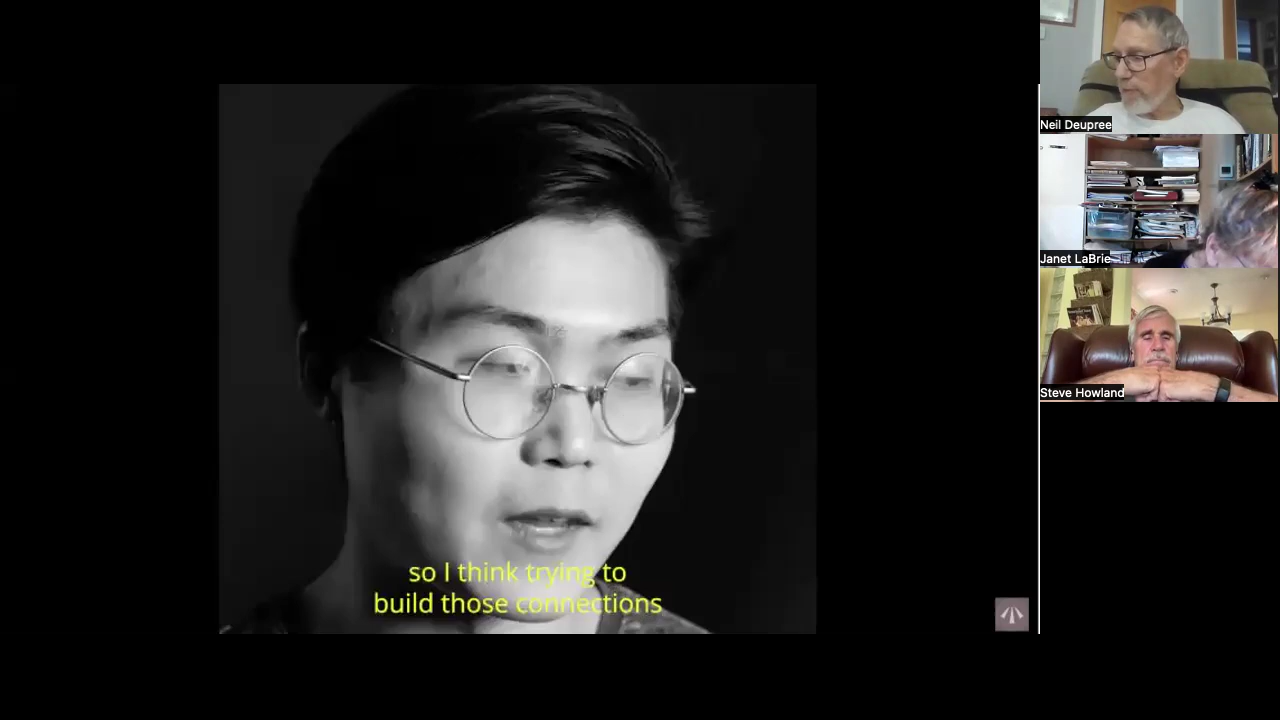 so I think trying to
build those connections
Neil Deupree
Janet LaBrie
Steve Howland